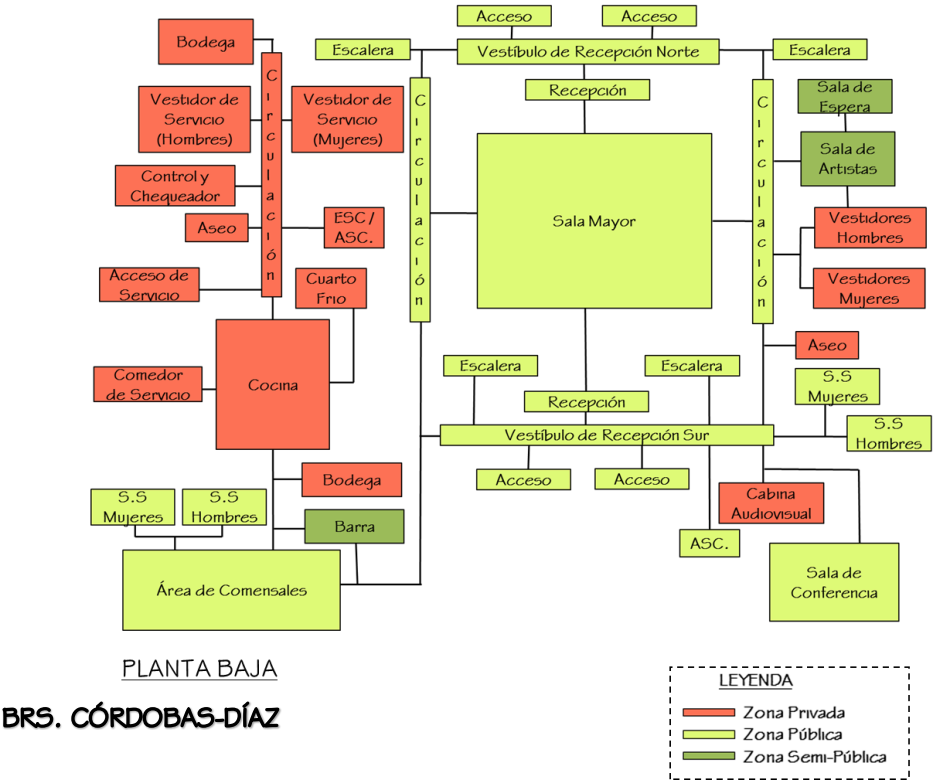 Acceso
Acceso
Bodega
Escalera
Vestíbulo de Recepción Norte
Escalera
Circulación
Circulación
Circulación
Recepción
Sala de
Espera
Vestidor de
Servicio
(Hombres)
Vestidor de
Servicio
(Mujeres)
Sala de
Artistas
Control y
Chequeador
Sala Mayor
Aseo
ESC /
ASC.
Vestidores
Hombres
Acceso de
Servicio
Cuarto
Frio
Vestidores
Mujeres
Aseo
Escalera
Escalera
Comedor
de Servicio
Cocina
S.S
Mujeres
Recepción
S.S
Hombres
Vestíbulo de Recepción Sur
Bodega
Acceso
Acceso
S.S
Mujeres
S.S
Hombres
Cabina
Audiovisual
Barra
ASC.
Área de Comensales
Sala de
Conferencia
PLANTA BAJA
BRS. CÓRDOBAS-DÍAZ
LEYENDA
Zona Privada
Zona Pública
Zona Semi-Pública